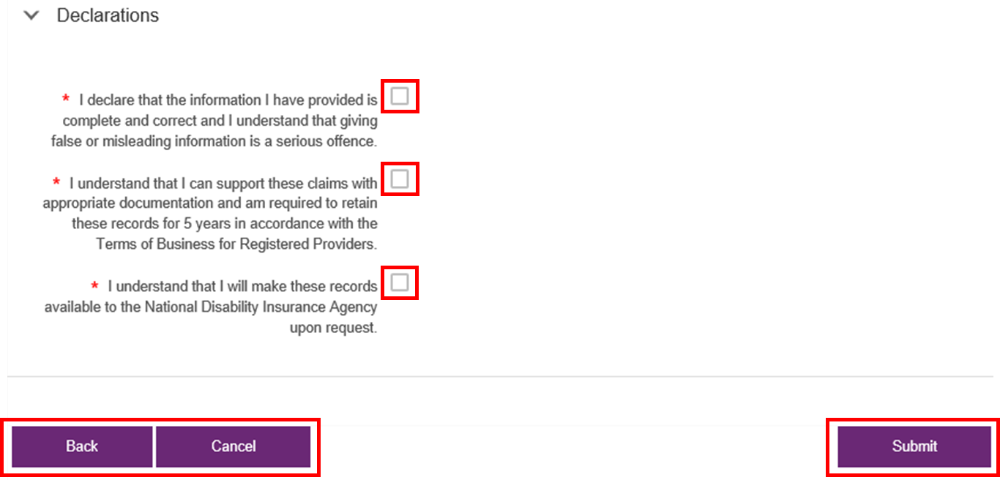 Declarations
* I declare that the information I have provided is
complete and correct and I understand that giving
false or misleading information is a serious offence.
* I understand that I can support these claims with
appropriate documentation and am required to retain
these records for 5 years in accordance with the
Terms of Business for Registered Providers.
* I understand that I will make these records
available to the National Disability Insurance Agency
upon request.
Back Cancel Submit